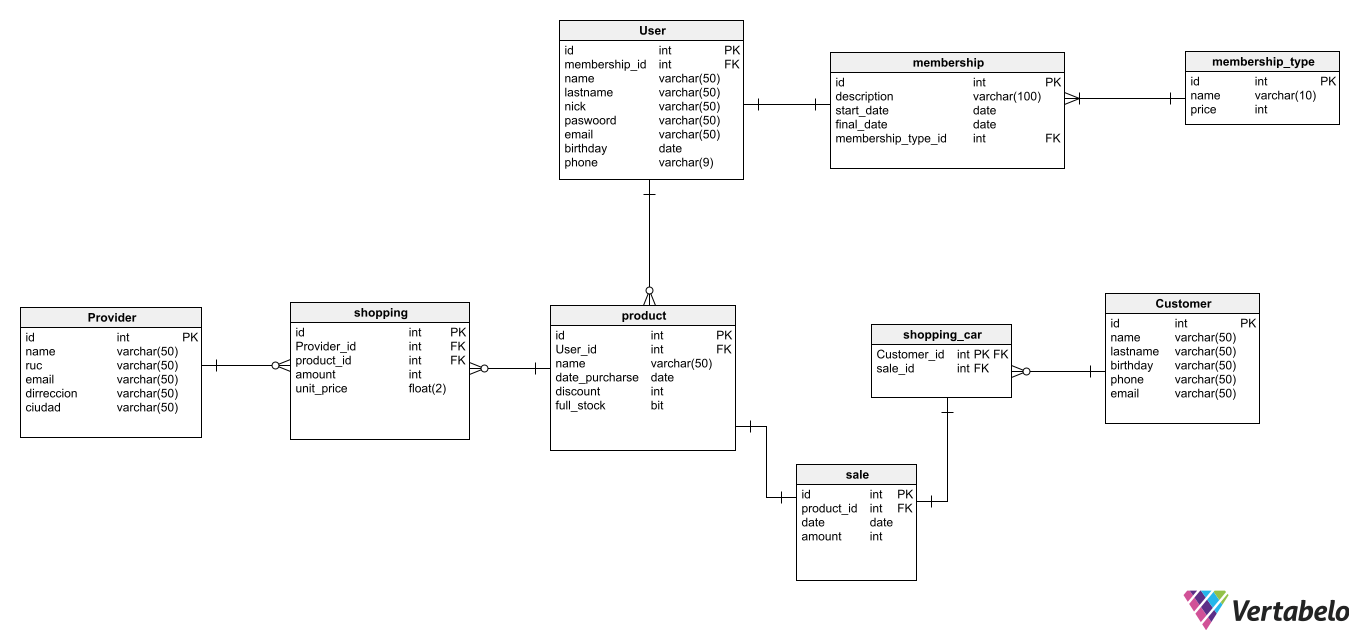 User
id int PK
membership_id int FK
name varchar(50)
lastname varchar(50)
nick varchar(50)
paswoord varchar(50)
email varchar(50)
birthday date
phone varchar(9)
membership
id int PK
description varchar(100)
start_date date
final_date date
membership_type_id int FK
membership_type
id int PK
name varchar(10)
price int
Provider
id int PK
name varchar(50)
ruc varchar(50)
email varchar(50)
dirreccion varchar(50)
ciudad varchar(50)
shopping
id int PK
Provider_id int FK
product_id int FK
amount int
unit_price float(2)
product
id int PK
User_id int FK
name varchar(50)
date_purcharse date
discount int
full_stock bit
shopping_car
Customer_id int PK FK
sale_id int FK
Customer
id int PK
name varchar(50)
lastname varchar(50)
birthday varchar(50)
phone varchar(50)
email varchar(50)
sale
id int PK
product_id int FK
date date
amount int
Vertabelo